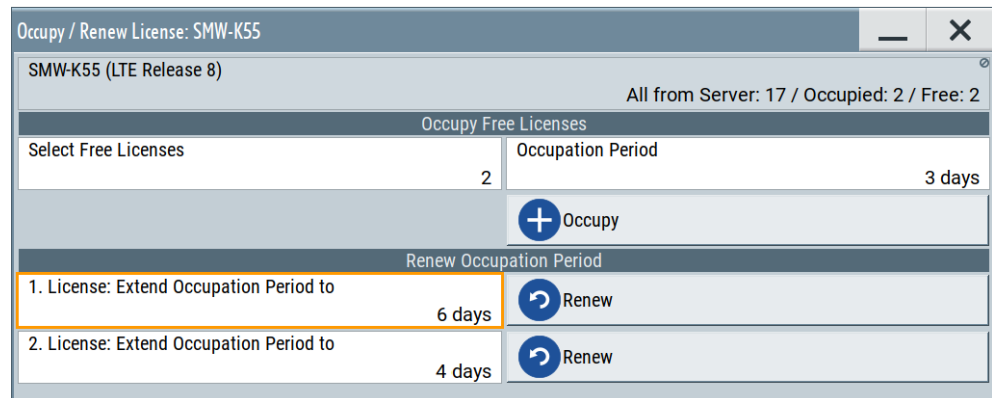 Occupy / Renew License: SMW-K55
SMW-K55 (LTE Release 8)
All from Server: 17 / Occupied: 2 / Free: 2
Occupy Free Licenses
Select Free Licenses
2
Occupation Period
3 days
Occupy
Renew Occupation Period
1. License: Extend Occupation Period to
6 days
Renew
2. License: Extend Occupation Period to
4 days
Renew